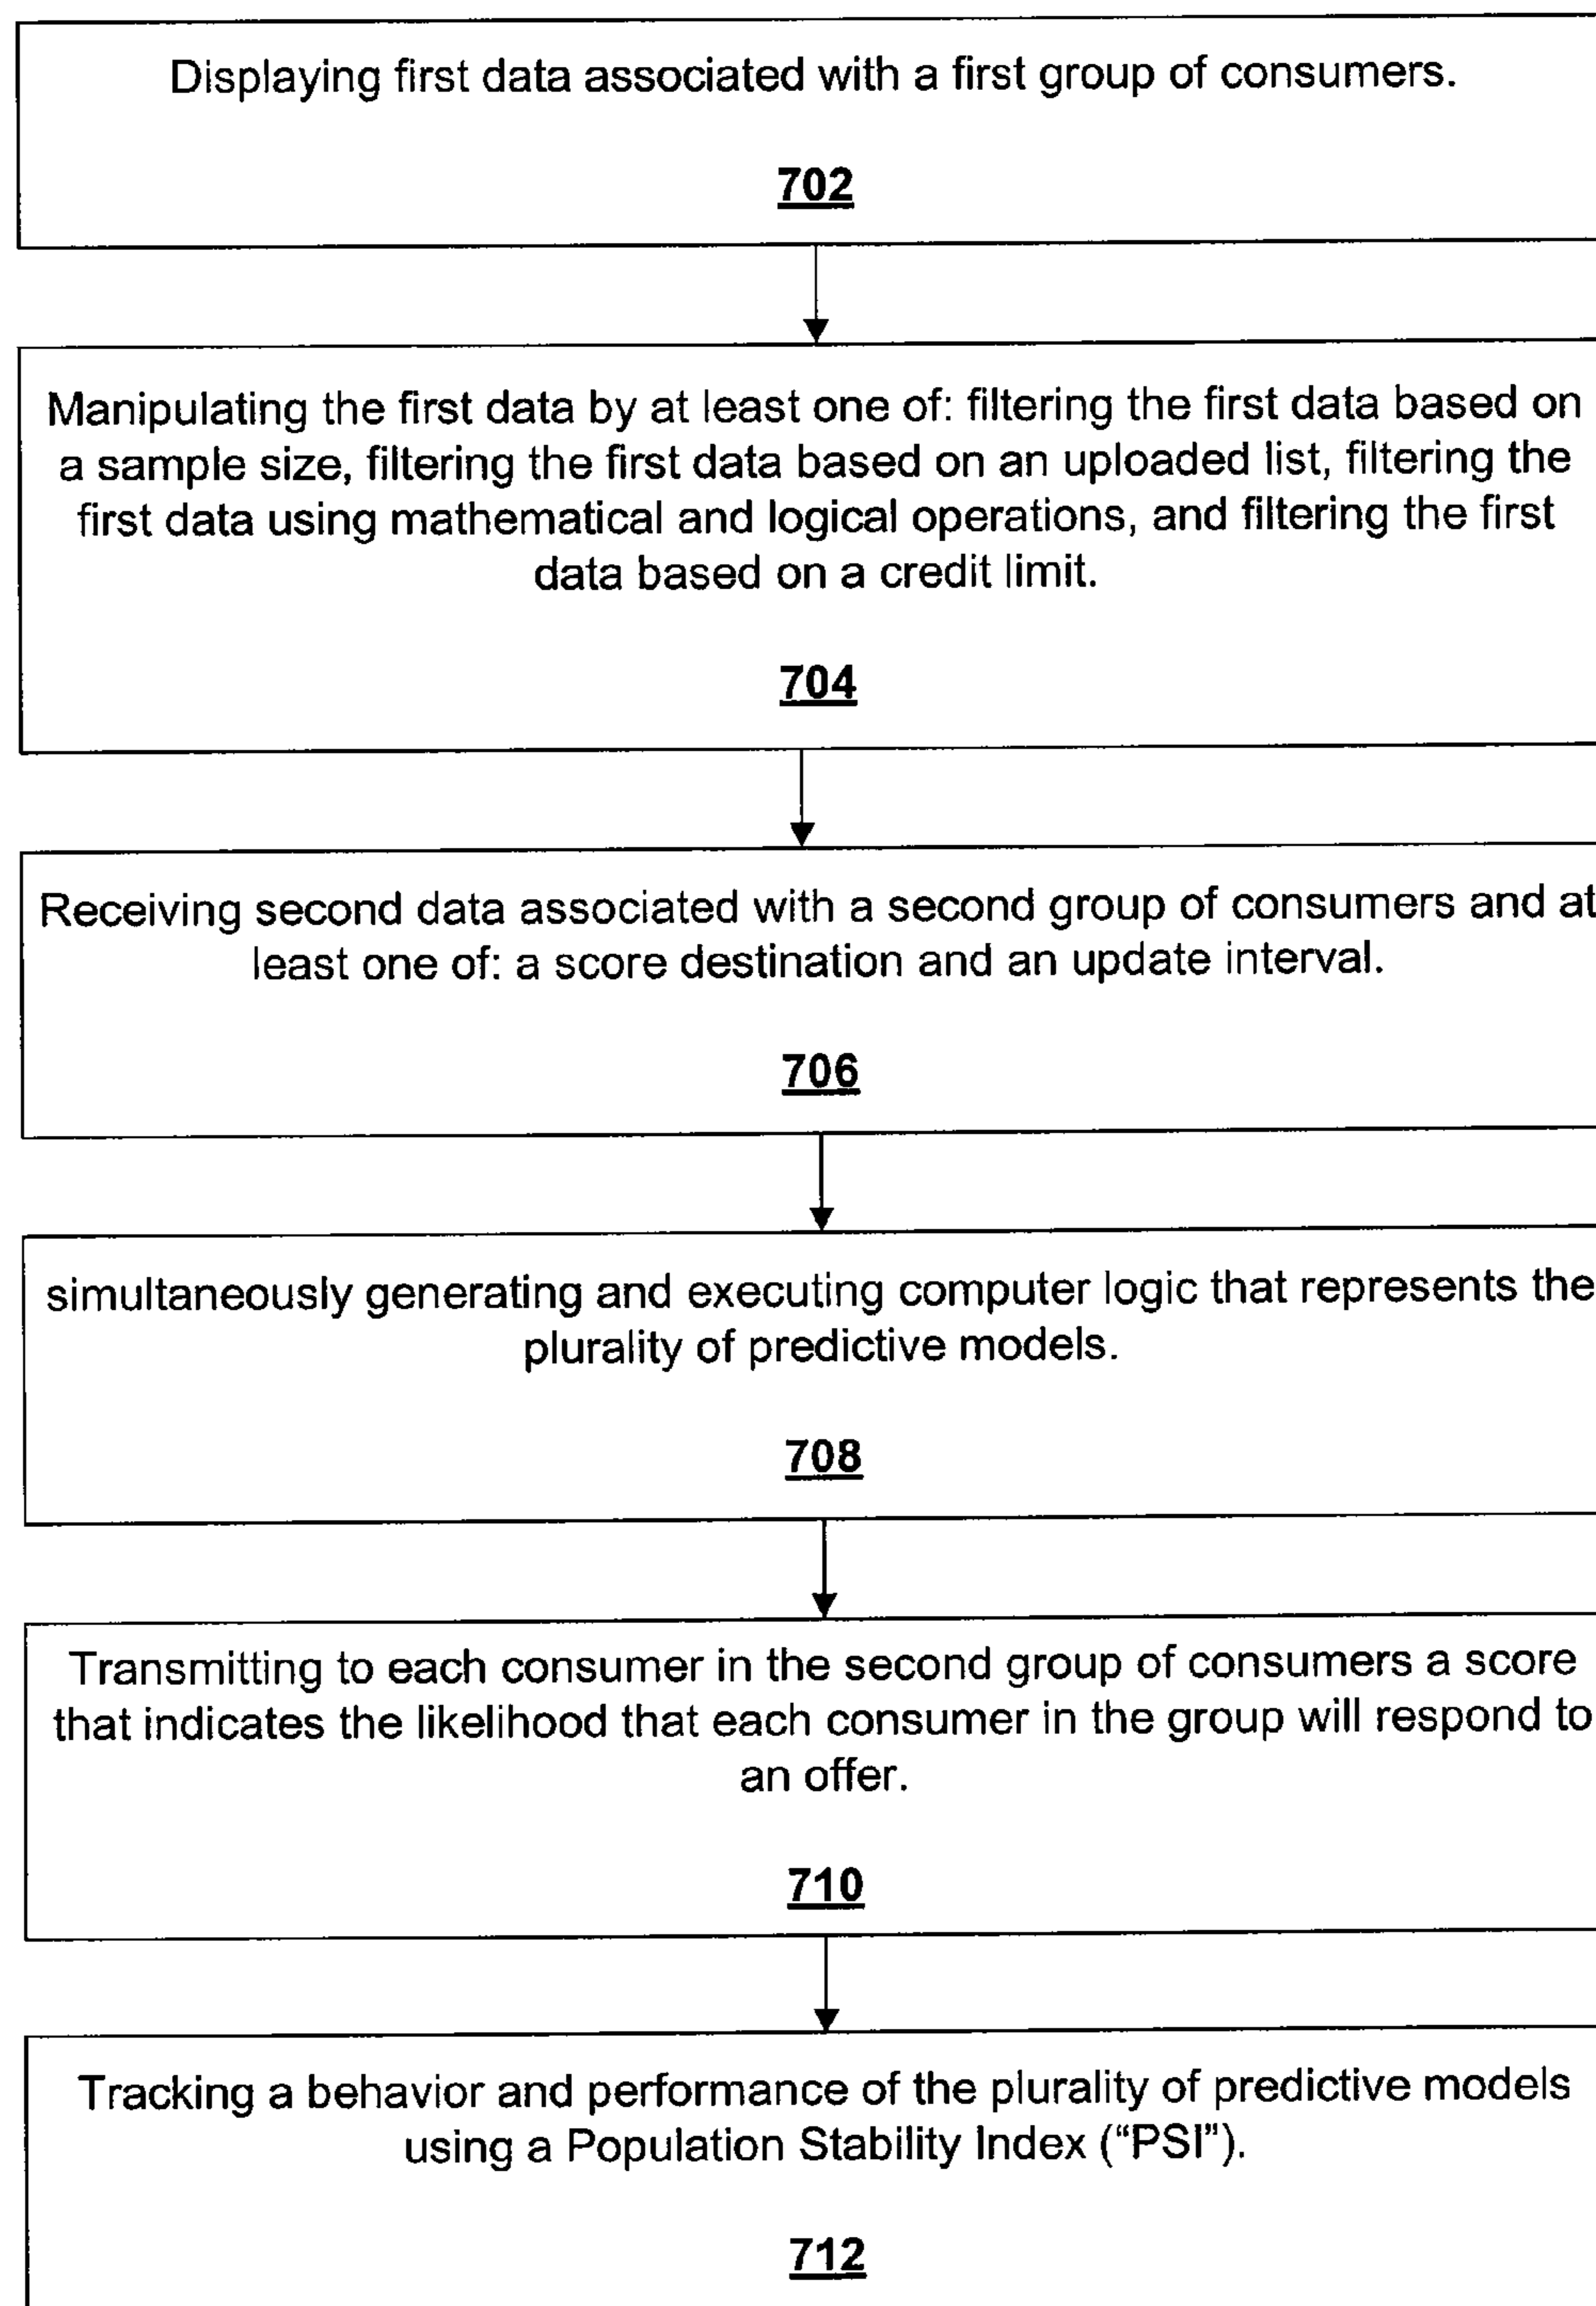 Displaying first data associated with a first group of consumers.
702
Manipulating the first data by at least one of: filtering the first data based on
a sample size, filtering the first data based on an uploaded list, filtering the
first data using mathematical and logical operations, and filtering the first
data based on a credit limit.
704
Receiving second data associated with a second group of consumers and at
least one of: a score destination and an update interval.
706
simultaneously generating and executing computer logic that represents the
plurality of predictive models.
708
Transmitting to each consumer in the second group of consumers a score
that indicates the likelihood that each consumer in the group will respond to
an offer.
710
Tracking a behavior and performance of the plurality of predictive models
using a Population Stability Index (“PSI”).
712